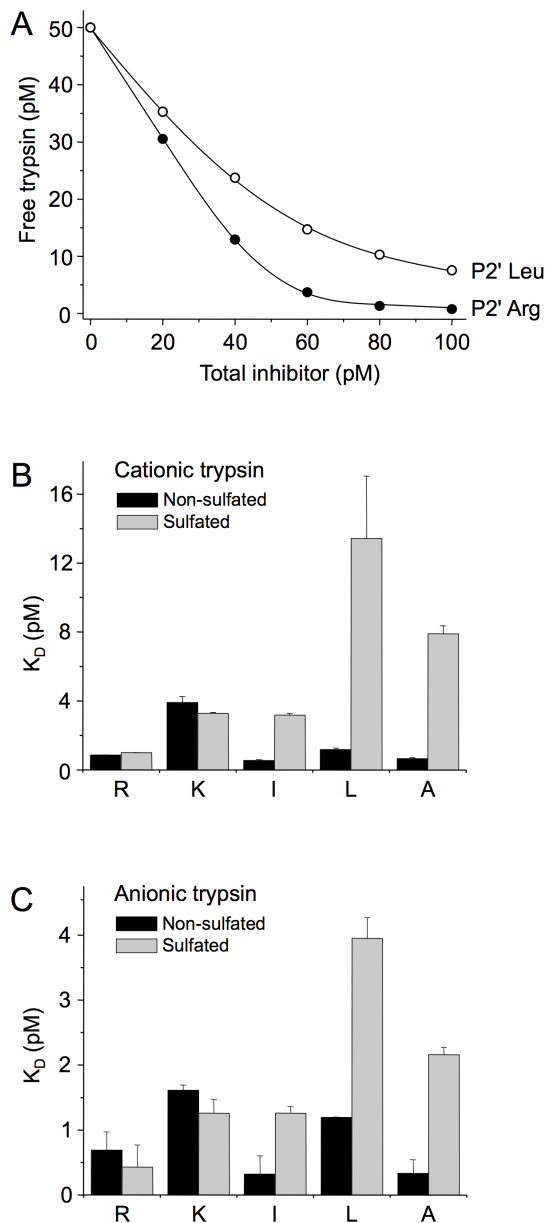 A
Free trypsin (pM)
50
40
30
20
10
0
P2' Leu
P2' Arg
0 20 40 60 80 100
Total inhibitor (pM)
B
Cationic trypsin
Non-sulfated
Sulfated
K_D (pM)
16
12
8
4
0
R K I L A
C
Anionic trypsin
Non-sulfated
Sulfated
K_D (pM)
4
3
2
1
0
R K I L A